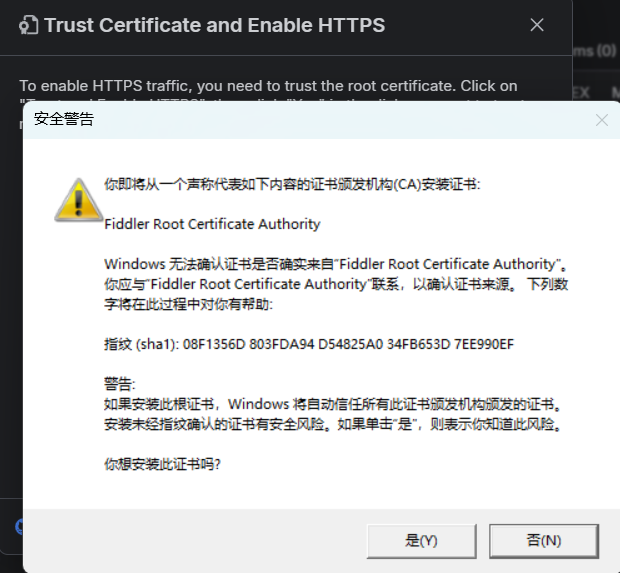 Trust Certificate and Enable HTTPS
ms (0)
To enable HTTPS traffic, you need to trust the root certificate. Click on
EX
安全警告
你即将从一个声称代表如下内容的证书颁发机构(CA)安装证书:
Fiddler Root Certificate Authority
Windows 无法确认证书是否确实来自"Fiddler Root Certificate Authority"。
你应与"Fiddler Root Certificate Authority"联系，以确认证书来源。 下列数
字将在此过程中对你有帮助:
指纹 (sha1): 08F1356D 803FDA94 D54825A0 34FB653D 7EE990EF
警告:
如果安装此根证书，Windows 将自动信任所有此证书颁发机构颁发的证书。
安装未经指纹确认的证书有安全风险。如果单击"是"，则表示你知道此风险。
你想安装此证书吗?
是(Y)
否(N)